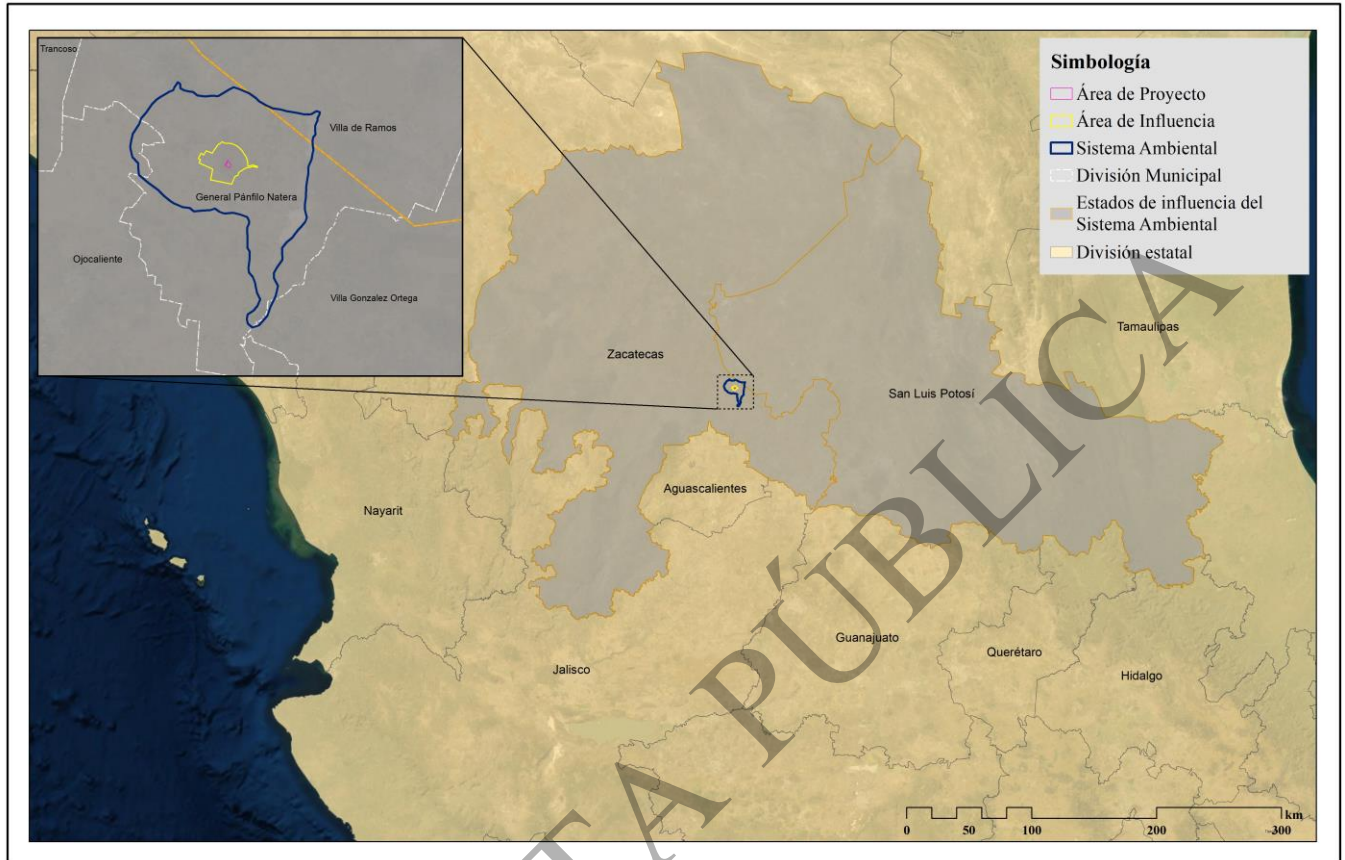 Trancoso
Villa de Ramos
General Pánfilo Natera
Ojocaliente
Villa Gonzalez Ortega
Simbología
Área de Proyecto
Área de Influencia
Sistema Ambiental
División Municipal
Estados de influencia del
Sistema Ambiental
División estatal
Tamaulipas
Zacatecas
San Luis Potosí
Aguascalientes
Nayarit
Guanajuato
Querétaro
Jalisco
Hidalgo
km
0 50 100 200 300
TA PÚBLICA